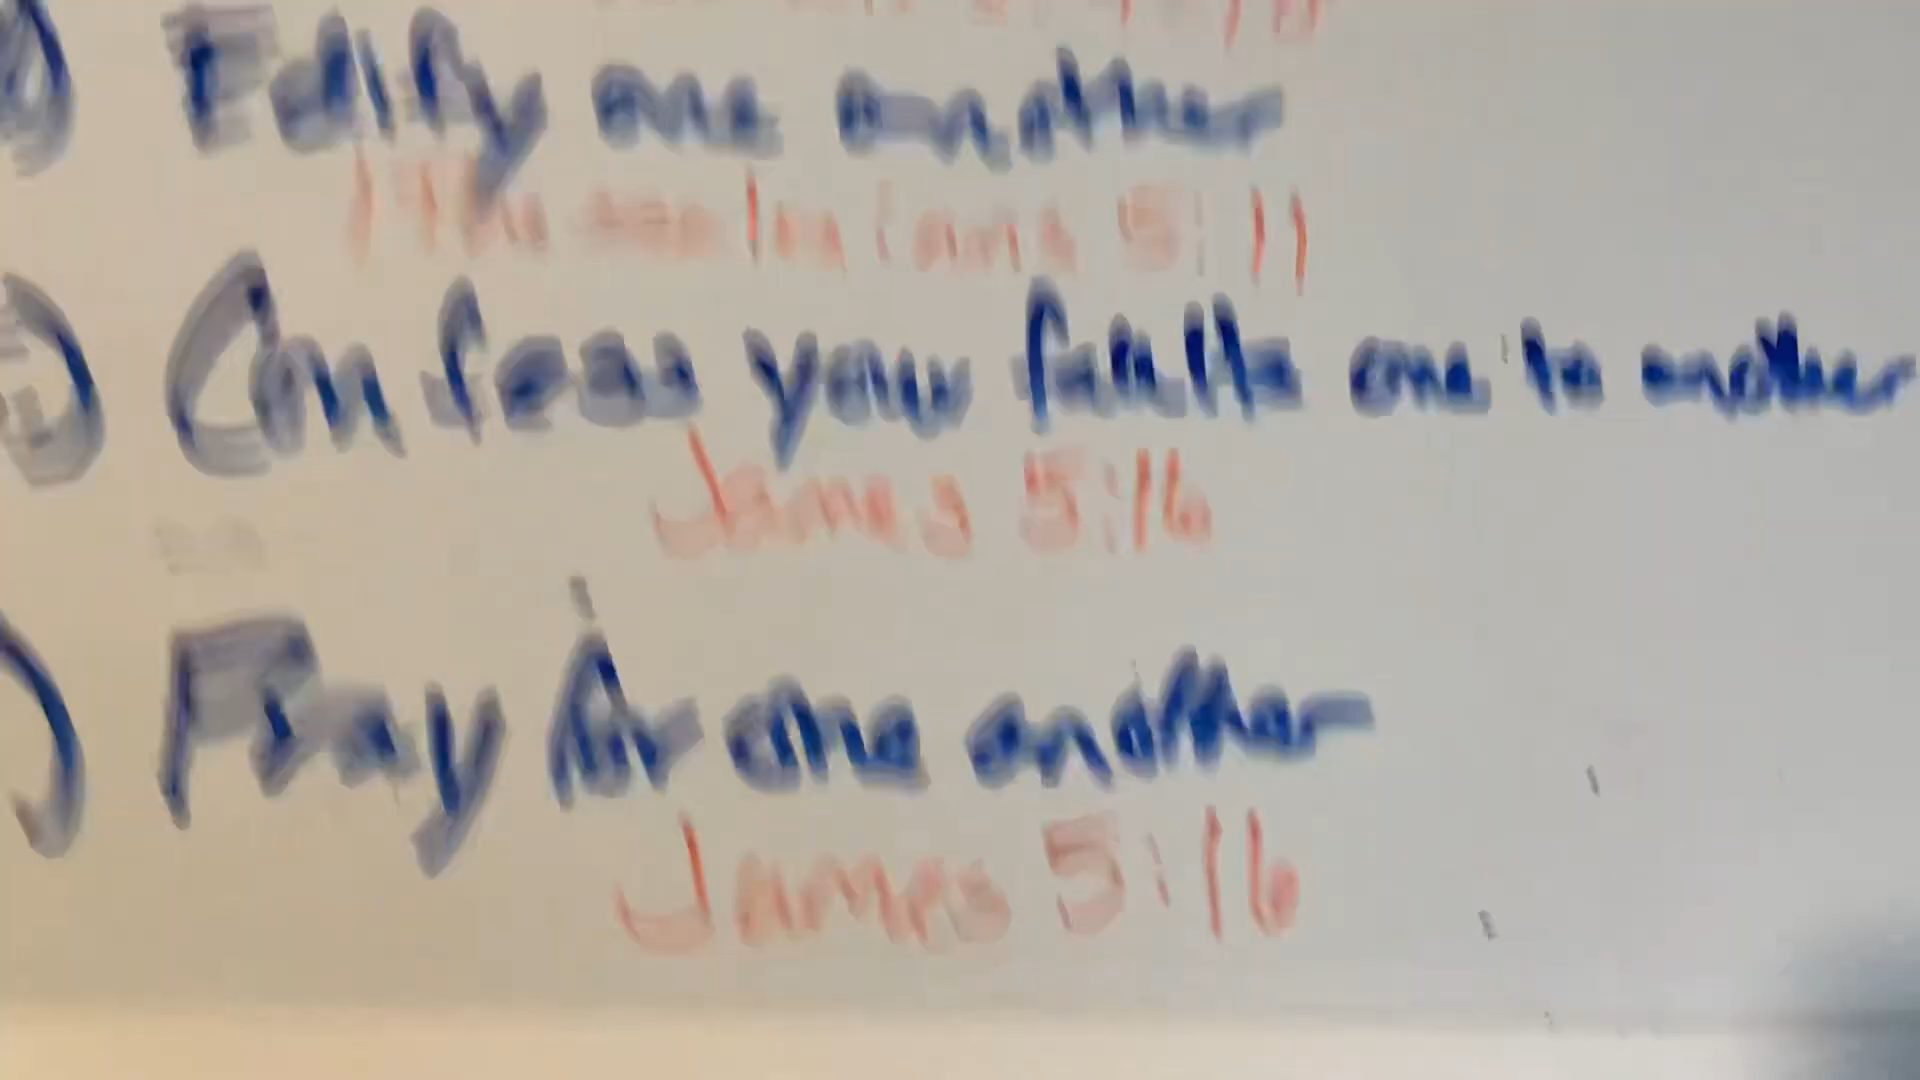 Edify one another
1 Thessalonians 5:11
Confess your faults one to another
James 5:16
Pray for one another
James 5:16